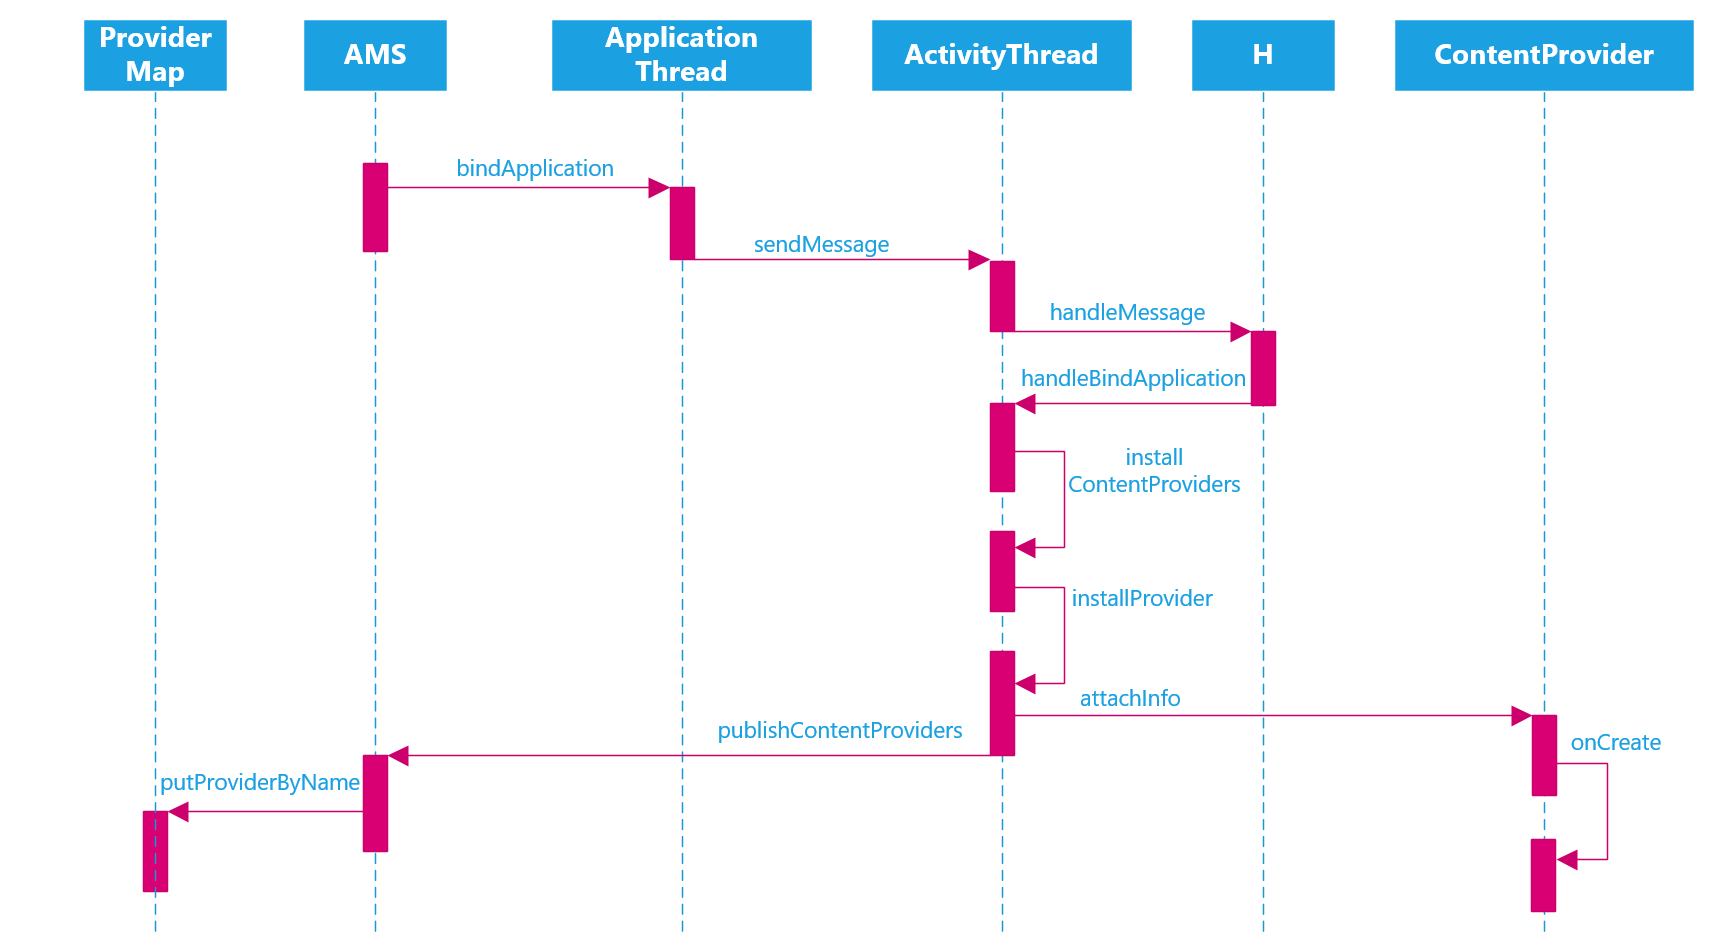 Provider
Map
AMS
Application
Thread
ActivityThread
H
ContentProvider
bindApplication
sendMessage
handleMessage
handleBindApplication
install
ContentProviders
installProvider
attachInfo
publishContentProviders
onCreate
putProviderByName